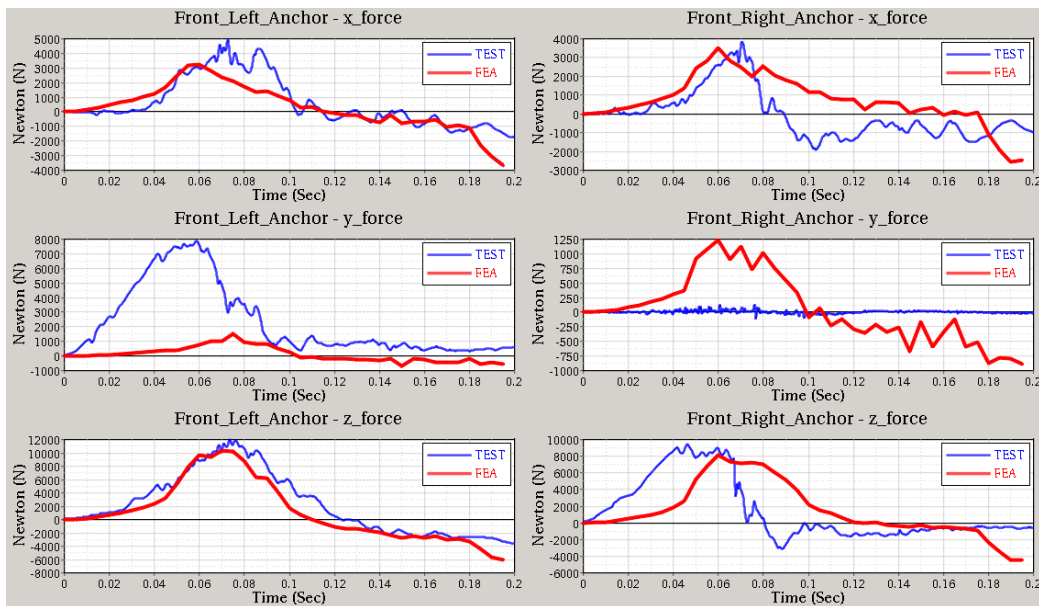 Front_Left_Anchor - x_force
Newton (N)
5000
4000
3000
2000
1000
0
-1000
-2000
-3000
-4000
TEST
FEA
0 0.02 0.04 0.06 0.08 0.1 0.12 0.14 0.16 0.18 0.2
Time (Sec)
Front_Right_Anchor - x_force
Newton (N)
4000
3000
2000
1000
0
-1000
-2000
-3000
TEST
FEA
0 0.02 0.04 0.06 0.08 0.1 0.12 0.14 0.16 0.18 0.2
Time (Sec)
Front_Left_Anchor - y_force
Newton (N)
8000
7000
6000
5000
4000
3000
2000
1000
0
-1000
TEST
FEA
0 0.02 0.04 0.06 0.08 0.1 0.12 0.14 0.16 0.18 0.2
Time (Sec)
Front_Right_Anchor - y_force
Newton (N)
1250
1000
750
500
250
0
-250
-500
-750
-1000
TEST
FEA
0 0.02 0.04 0.06 0.08 0.1 0.12 0.14 0.16 0.18 0.2
Time (Sec)
Front_Left_Anchor - z_force
Newton (N)
12000
10000
8000
6000
4000
2000
0
-2000
-4000
-6000
-8000
TEST
FEA
0 0.02 0.04 0.06 0.08 0.1 0.12 0.14 0.16 0.18 0.2
Time (Sec)
Front_Right_Anchor - z_force
Newton (N)
10000
8000
6000
4000
2000
0
-2000
-4000
-6000
TEST
FEA
0 0.02 0.04 0.06 0.08 0.1 0.12 0.14 0.16 0.18 0.2
Time (Sec)